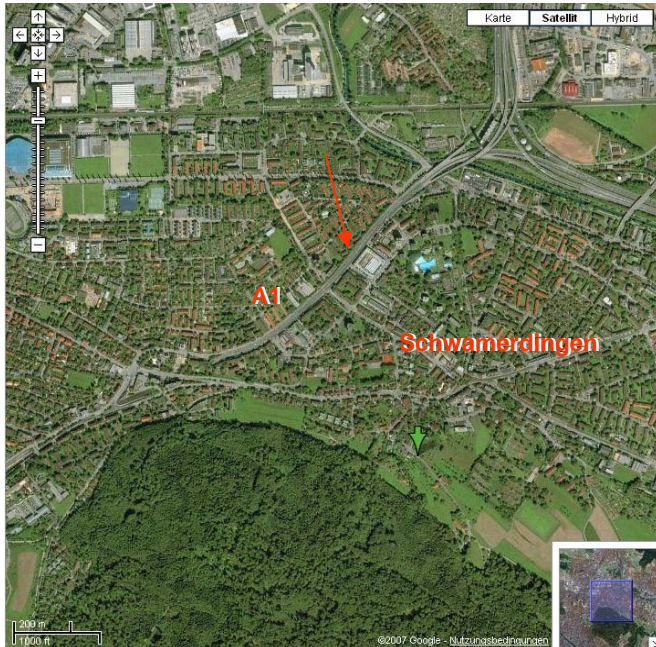 Karte Satellit Hybrid
A1
Schwamerdingen
200 m
1000 ft
©2007 Google - Nutzungsbedingungen